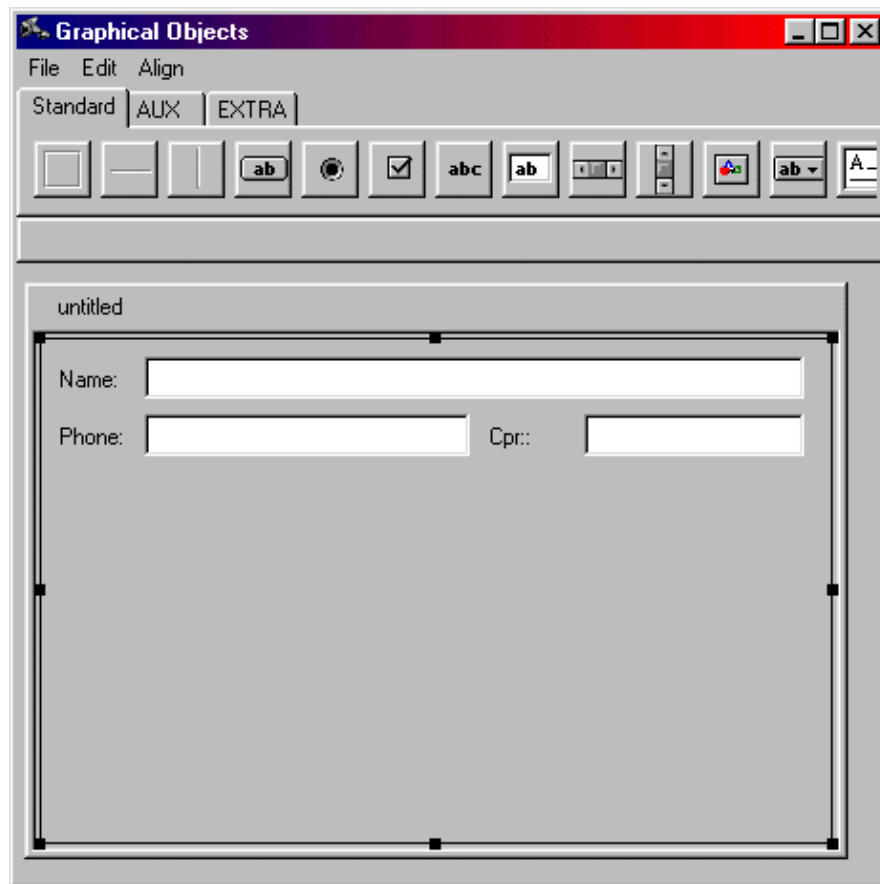 Graphical Objects
File Edit Align
Standard AUX EXTRA
ab abc ab ab A
untitled
Name:
Phone: Cpr::